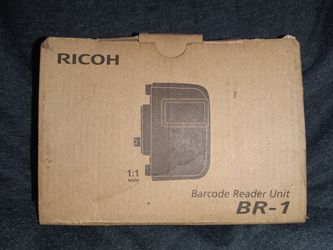 RICOH
1:1
scale
Barcode Reader Unit
BR-1